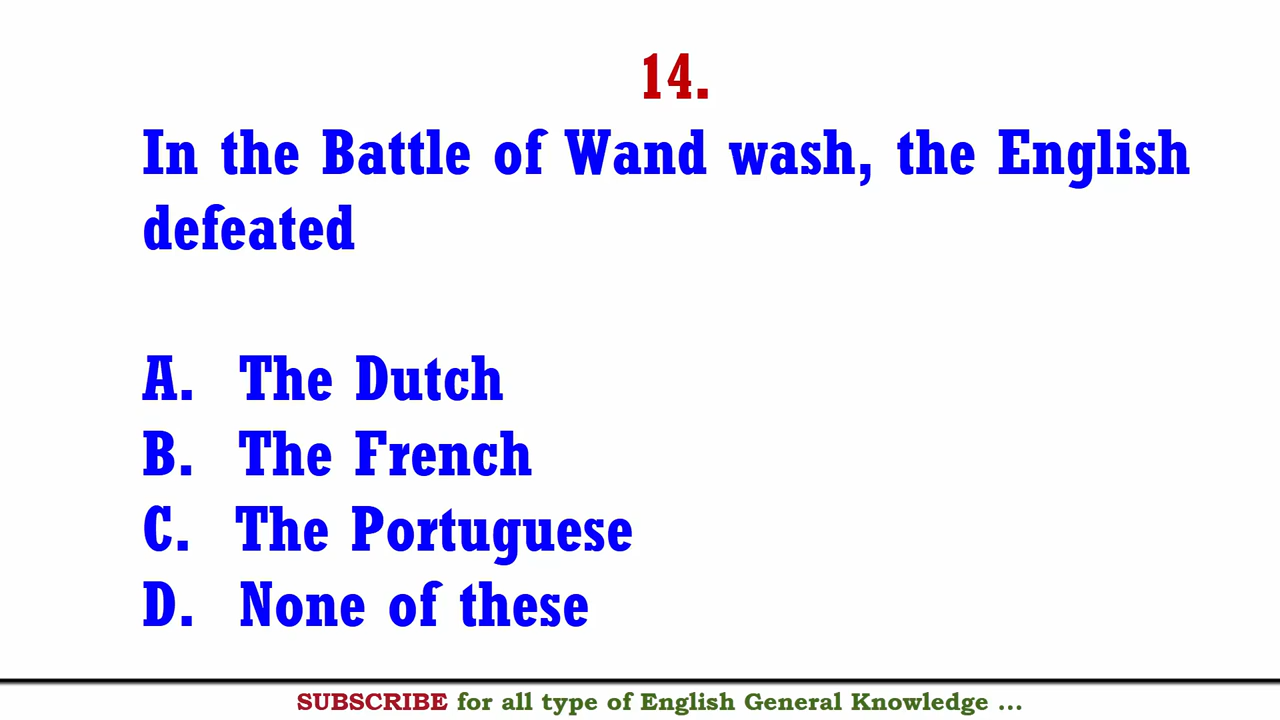 14.
In the Battle of Wand wash, the English
defeated
A. The Dutch
B. The French
C. The Portuguese
D. None of these
SUBSCRIBE for all type of English General Knowledge ...